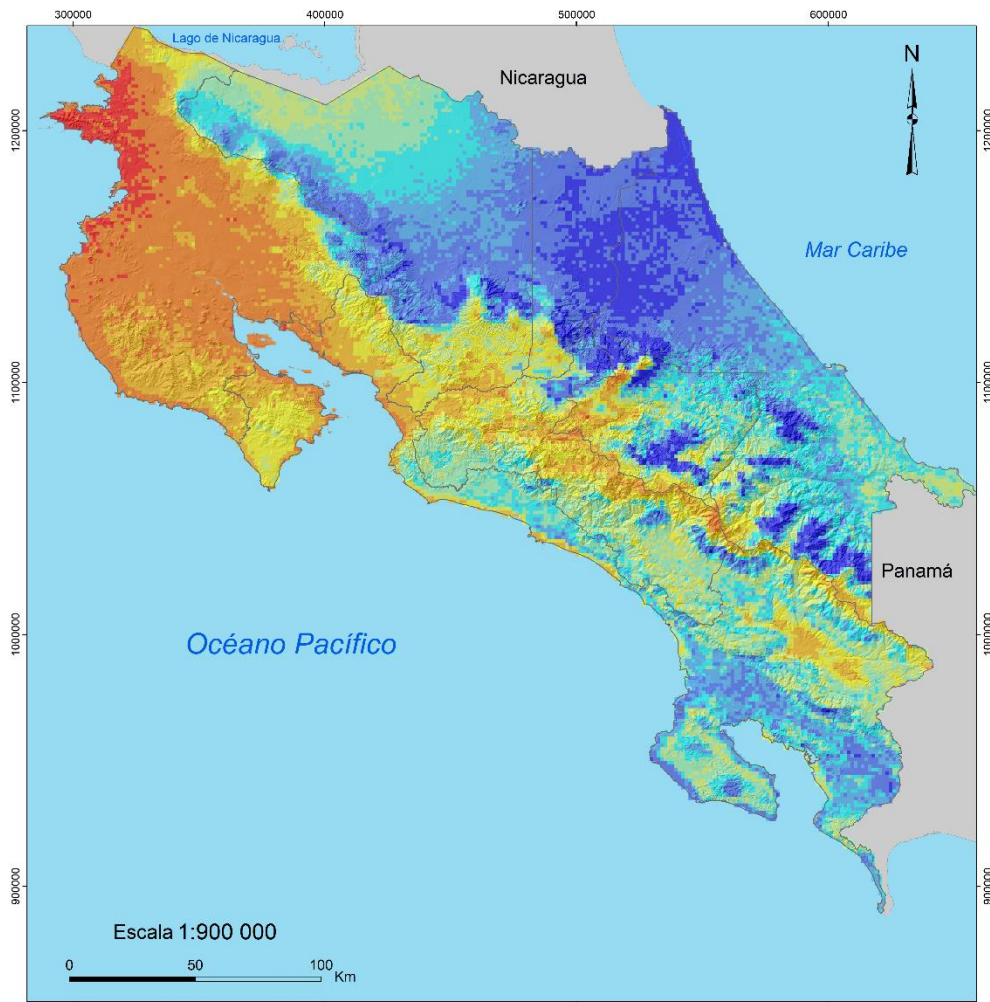 300000
400000
500000
600000
Lago de Nicaragua
Nicaragua
N
1200000
1200000
Mar Caribe
1100000
1100000
Panamá
Océano Pacífico
1000000
1000000
900000
900000
Escala 1:900 000
0
50
100
Km